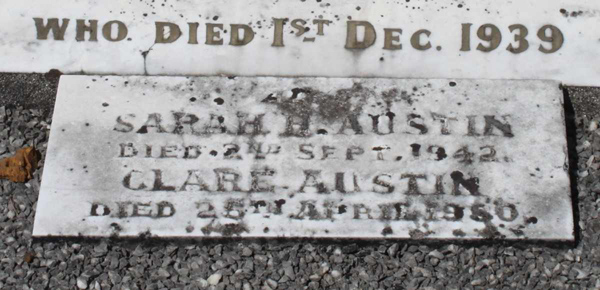 WHO DIED 1ST DEC. 1939
SARAH H. AUSTIN
DIED 2ND SEPT. 1942.
CLARE AUSTIN
DIED 25TH APRIL 1960.